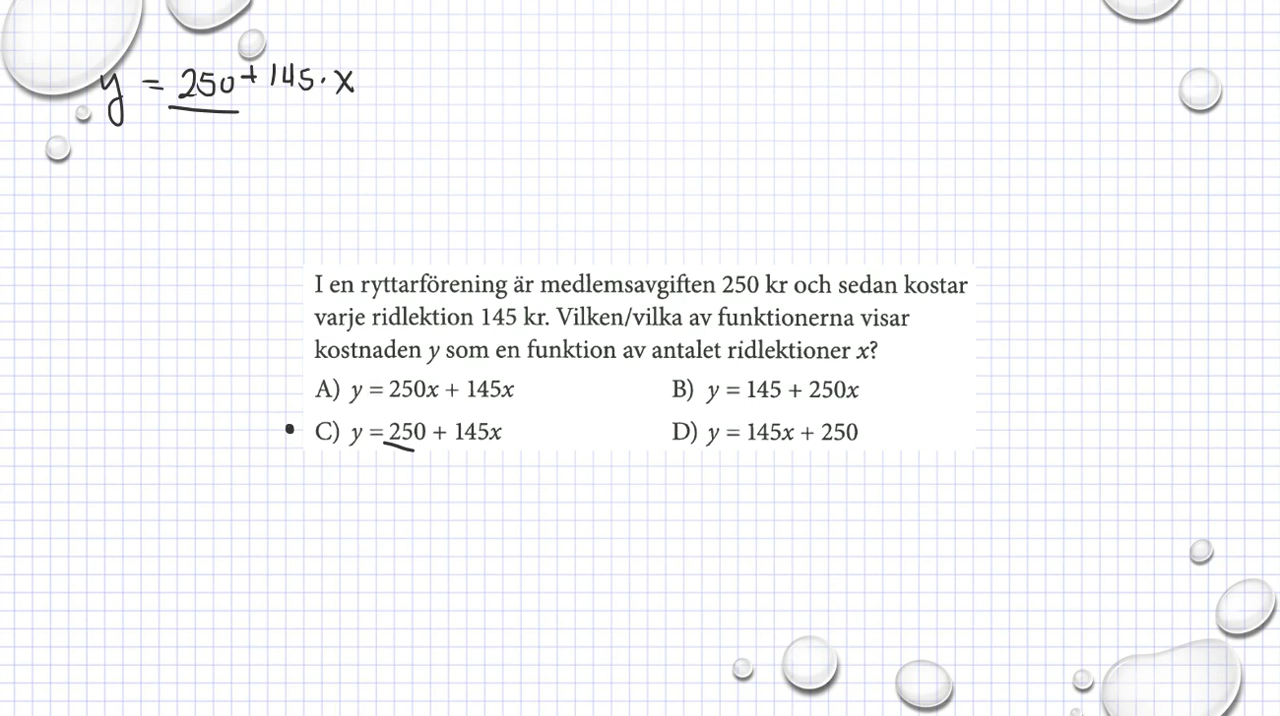 y = 250 + 145 · x
I en ryttarförening är medlemsavgiften 250 kr och sedan kostar
varje ridlektion 145 kr. Vilken/vilka av funktionerna visar
kostnaden y som en funktion av antalet ridlektioner x?
A) y = 250x + 145x B) y = 145 + 250x
• C) y = 250 + 145x D) y = 145x + 250